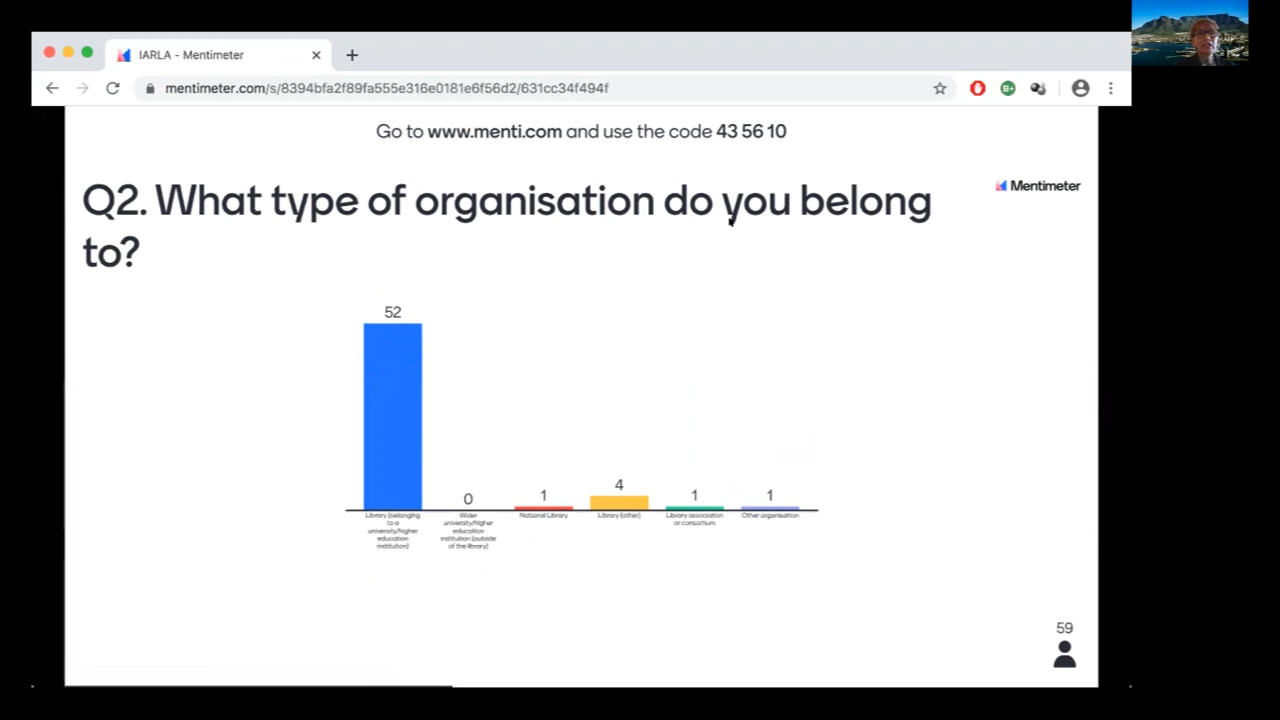 IARLA - Mentimeter
mentimeter.com/s/8394bfa2f89fa555e316e0181e6f56d2/631cc34f494f
Go to www.menti.com and use the code 43 56 10
Mentimeter
Q2. What type of organisation do you belong
to?
52
0
1
4
1
1
Library (belonging
to a
university/higher
education
institution)
Wider
university/higher
education
institution (outside
of the library)
National Library
Library (other)
Library association
or consortium
Other organisation
59